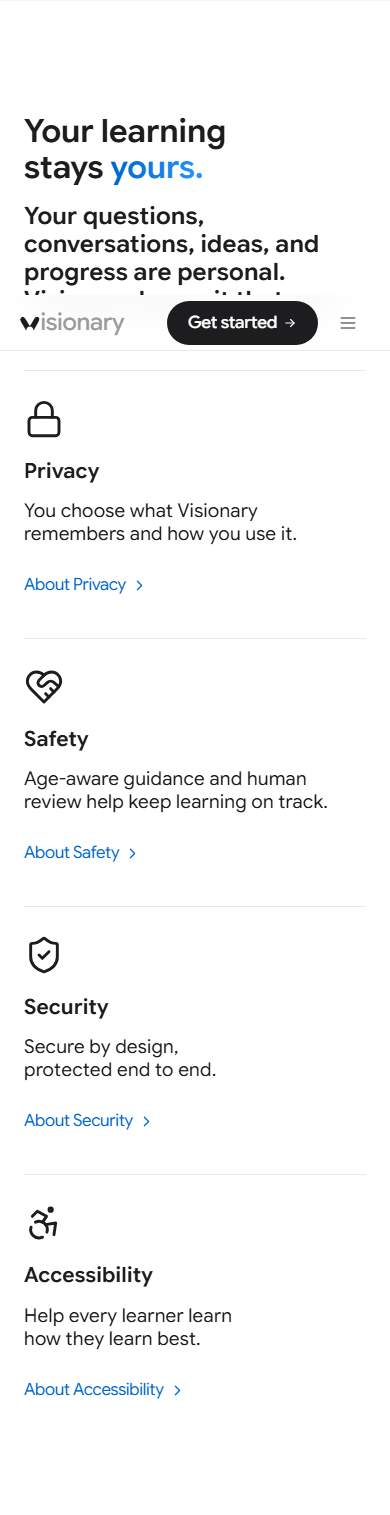 Your learning
stays yours.
Your questions,
conversations, ideas, and
progress are personal.
Visionary
Get started
Privacy
You choose what Visionary
remembers and how you use it.
About Privacy
Safety
Age-aware guidance and human
review help keep learning on track.
About Safety
Security
Secure by design,
protected end to end.
About Security
Accessibility
Help every learner learn
how they learn best.
About Accessibility